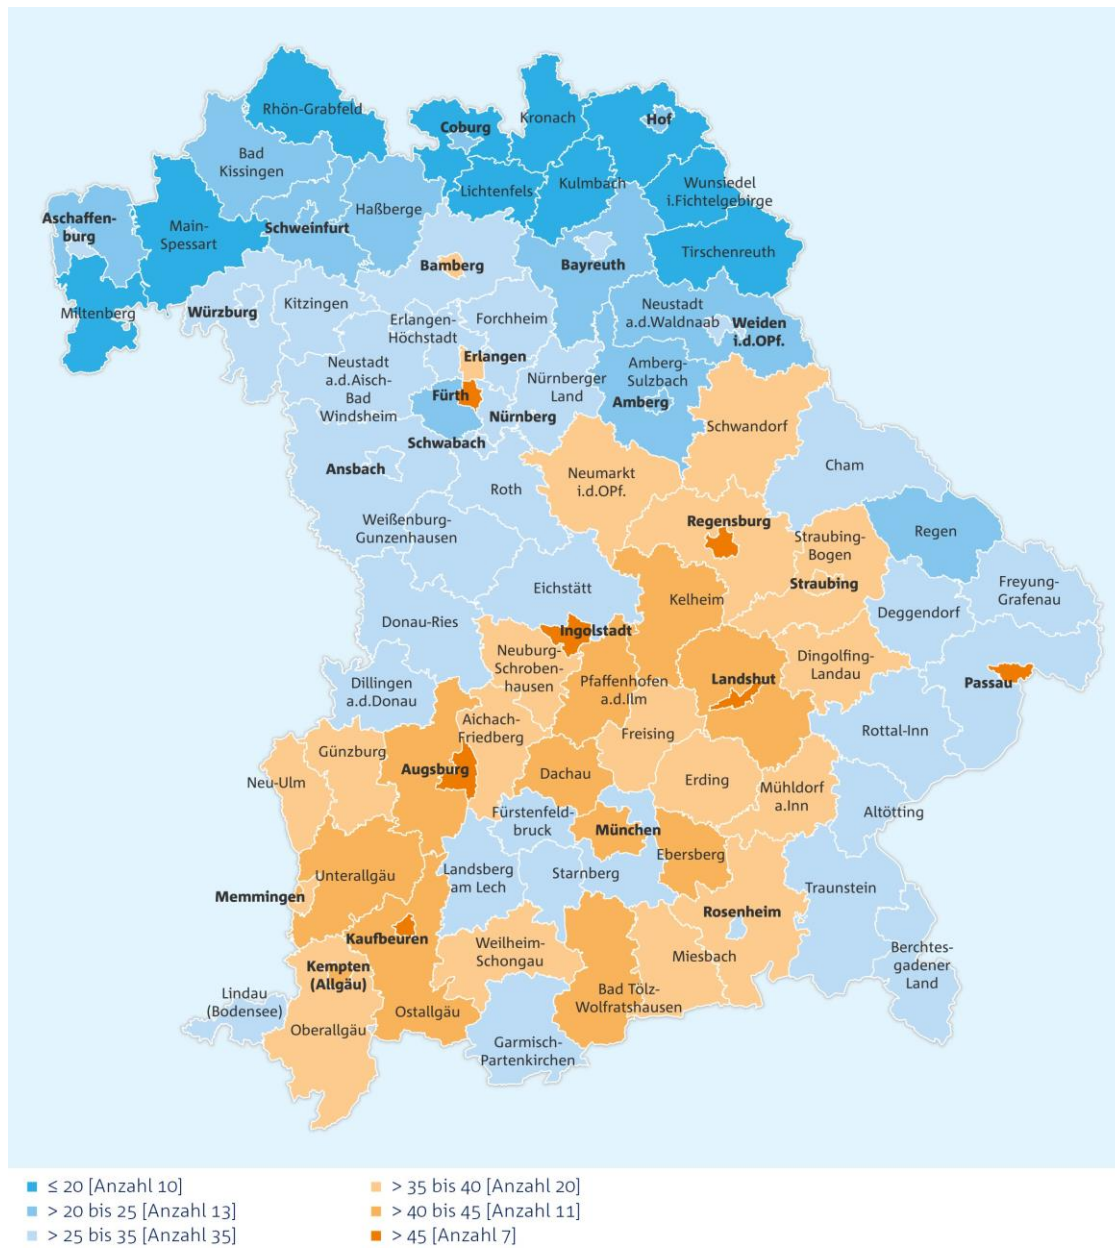 Rhön-Grabfeld
Coburg
Kronach
Hof
Bad
Kissingen
Lichtenfels
Kulmbach
Wunsiedel
i.Fichtelgebirge
Aschaffen-
burg
Main-
Spessart
Schweinfurt
Haßberge
Bamberg
Bayreuth
Tirschenreuth
Miltenberg
Würzburg
Kitzingen
Erlangen-
Höchstadt
Forchheim
Neustadt
a.d.Waldnaab
Weiden
i.d.OPf.
Neustadt
a.d.Aisch-
Bad
Windsheim
Erlangen
Fürth
Nürnberger
Land
Nürnberg
Amberg-
Sulzbach
Amberg
Schwabach
Ansbach
Roth
Neumarkt
i.d.OPf.
Schwandorf
Cham
Weißenburg-
Gunzenhausen
Regensburg
Straubing-
Bogen
Regen
Straubing
Eichstätt
Kelheim
Deggendorf
Freyung-
Grafenau
Donau-Ries
Ingolstadt
Neuburg-
Schroben-
hausen
Pfaffenhofen
a.d.Ilm
Landshut
Dingolfing-
Landau
Passau
Dillingen
a.d.Donau
Aichach-
Friedberg
Freising
Rottal-Inn
Günzburg
Neu-Ulm
Augsburg
Dachau
Erding
Mühldorf
a.Inn
Altötting
Fürstenfeld-
bruck
München
Ebersberg
Unterallgäu
Landsberg
am Lech
Starnberg
Traunstein
Memmingen
Kaufbeuren
Weilheim-
Schongau
Rosenheim
Miesbach
Berchtes-
gadener
Land
Kempten
(Allgäu)
Lindau
(Bodensee)
Oberallgäu
Ostallgäu
Bad Tölz-
Wolfratshausen
Garmisch-
Partenkirchen
≤ 20 [Anzahl 10]
> 20 bis 25 [Anzahl 13]
> 25 bis 35 [Anzahl 35]
> 35 bis 40 [Anzahl 20]
> 40 bis 45 [Anzahl 11]
> 45 [Anzahl 7]